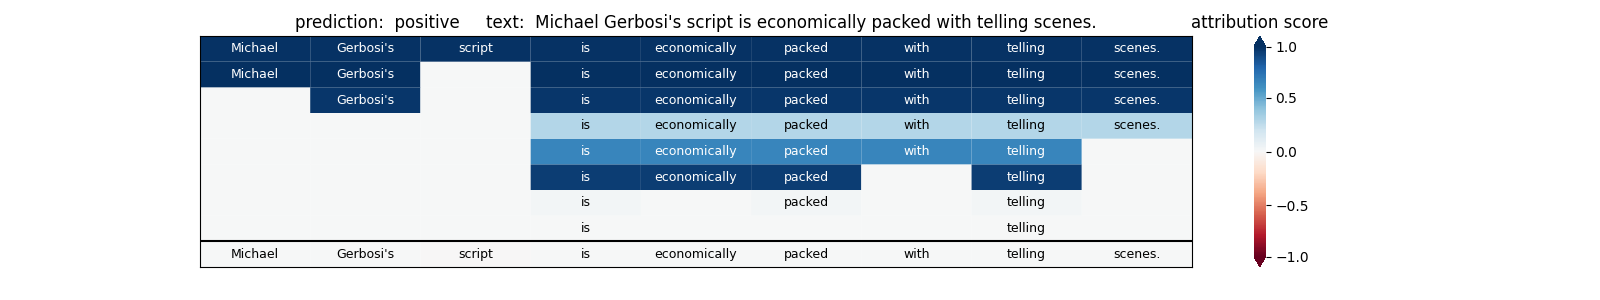 prediction: positive text: Michael Gerbosi's script is economically packed with telling scenes. attribution score
Michael Gerbosi's script is economically packed with telling scenes. 1.0
Michael Gerbosi's is economically packed with telling scenes.
Gerbosi's is economically packed with telling scenes. 0.5
is economically packed with telling scenes.
is economically packed with telling 0.0
is economically packed telling
is packed telling −0.5
is telling
Michael Gerbosi's script is economically packed with telling scenes. −1.0